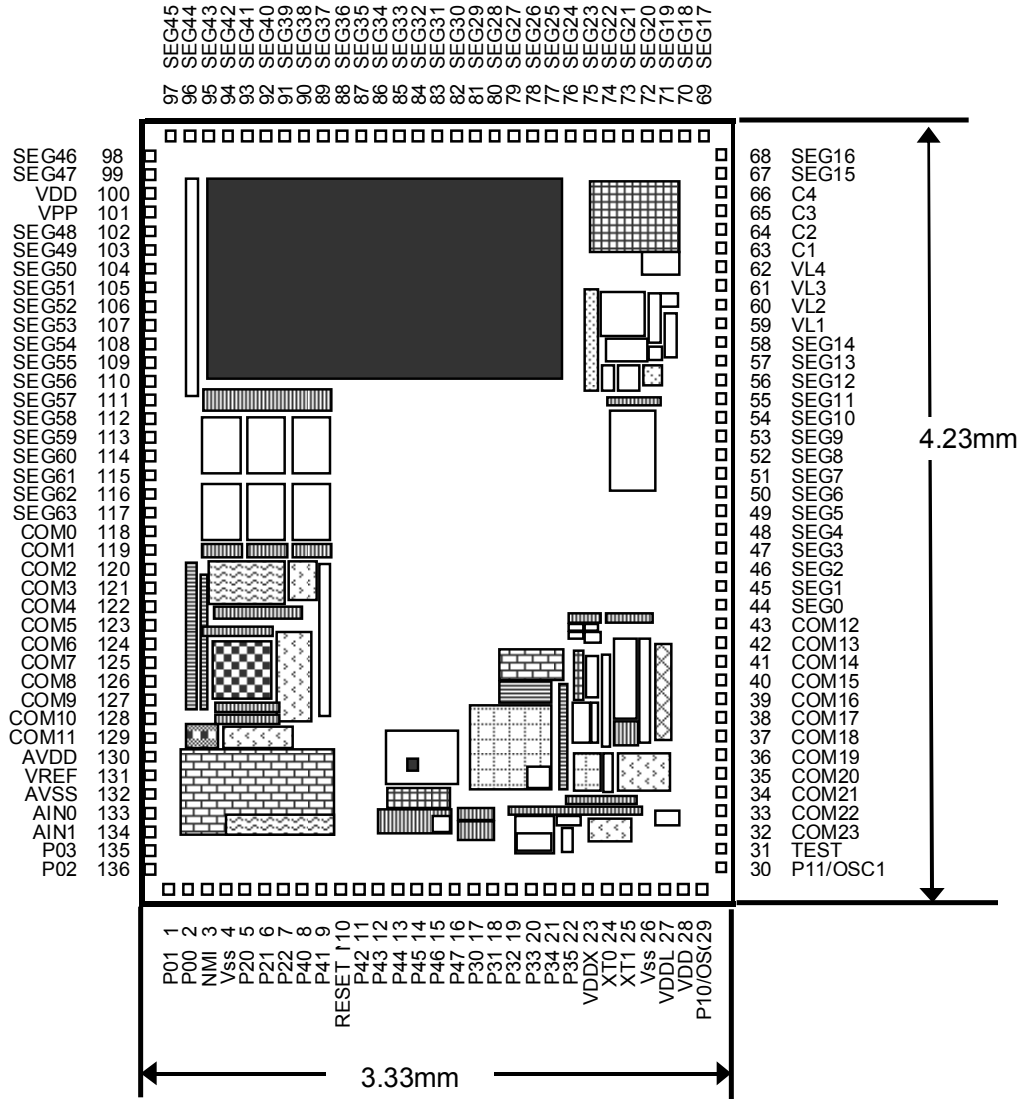 97 SEG45
96 SEG44
95 SEG43
94 SEG42
93 SEG41
92 SEG40
91 SEG39
90 SEG38
89 SEG37
88 SEG36
87 SEG35
86 SEG34
85 SEG33
84 SEG32
83 SEG31
82 SEG30
81 SEG29
80 SEG28
79 SEG27
78 SEG26
77 SEG25
76 SEG24
75 SEG23
74 SEG22
73 SEG21
72 SEG20
71 SEG19
70 SEG18
69 SEG17
SEG46 98
SEG47 99
VDD 100
VPP 101
SEG48 102
SEG49 103
SEG50 104
SEG51 105
SEG52 106
SEG53 107
SEG54 108
SEG55 109
SEG56 110
SEG57 111
SEG58 112
SEG59 113
SEG60 114
SEG61 115
SEG62 116
SEG63 117
COM0 118
COM1 119
COM2 120
COM3 121
COM4 122
COM5 123
COM6 124
COM7 125
COM8 126
COM9 127
COM10 128
COM11 129
AVDD 130
VREF 131
AVSS 132
AIN0 133
AIN1 134
P03 135
P02 136
68 SEG16
67 SEG15
66 C4
65 C3
64 C2
63 C1
62 VL4
61 VL3
60 VL2
59 VL1
58 SEG14
57 SEG13
56 SEG12
55 SEG11
54 SEG10
53 SEG9
52 SEG8
51 SEG7
50 SEG6
49 SEG5
48 SEG4
47 SEG3
46 SEG2
45 SEG1
44 SEG0
43 COM12
42 COM13
41 COM14
40 COM15
39 COM16
38 COM17
37 COM18
36 COM19
35 COM20
34 COM21
33 COM22
32 COM23
31 TEST
30 P11/OSC1
4.23mm
P01 1
P00 2
NMI 3
Vss 4
P20 5
P21 6
P22 7
P40 8
P41 9
RESET 10
P42 11
P43 12
P44 13
P45 14
P46 15
P47 16
P30 17
P31 18
P32 19
P33 20
P34 21
P35 22
VDDX 23
XT0 24
XT1 25
Vss 26
VDDL 27
VDD 28
P10/OS 29
3.33mm